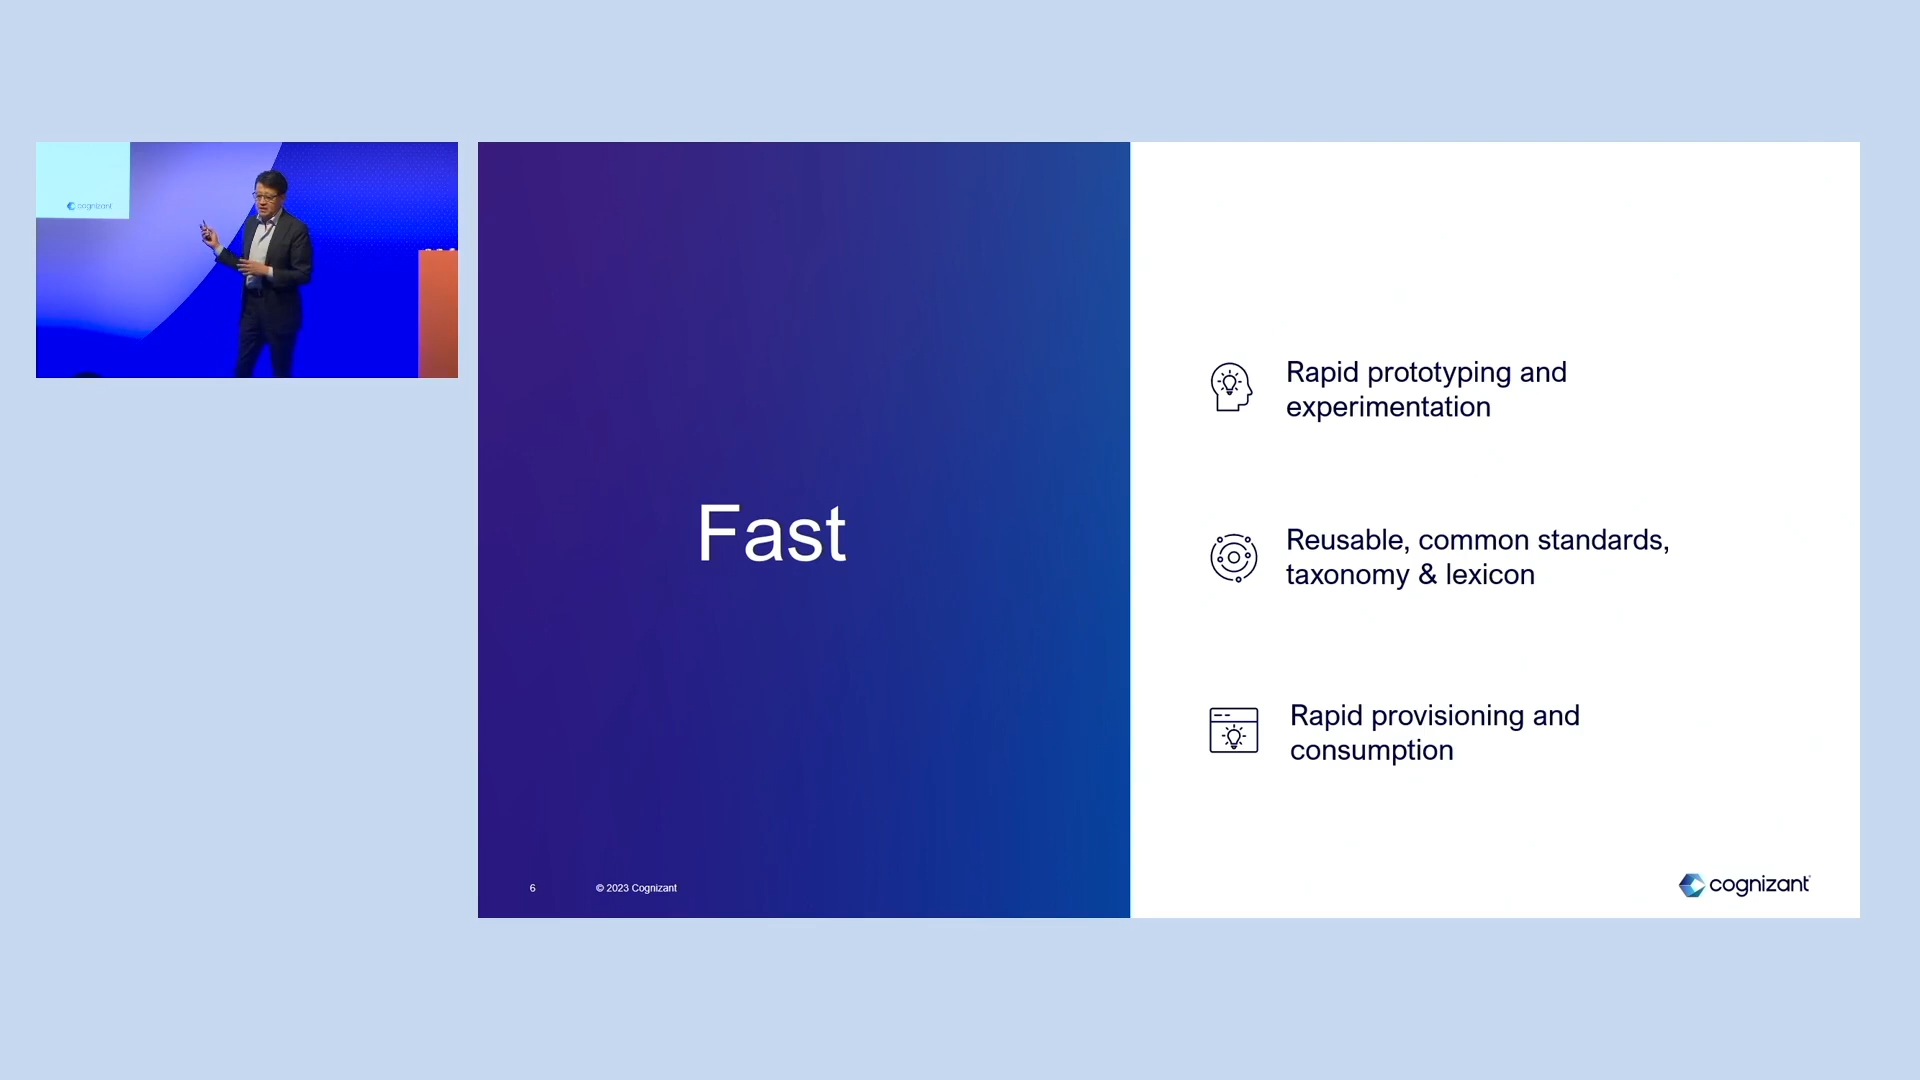 cognizant
Fast
Rapid prototyping and
experimentation
Reusable, common standards,
taxonomy & lexicon
Rapid provisioning and
consumption
6
© 2023 Cognizant
cognizant